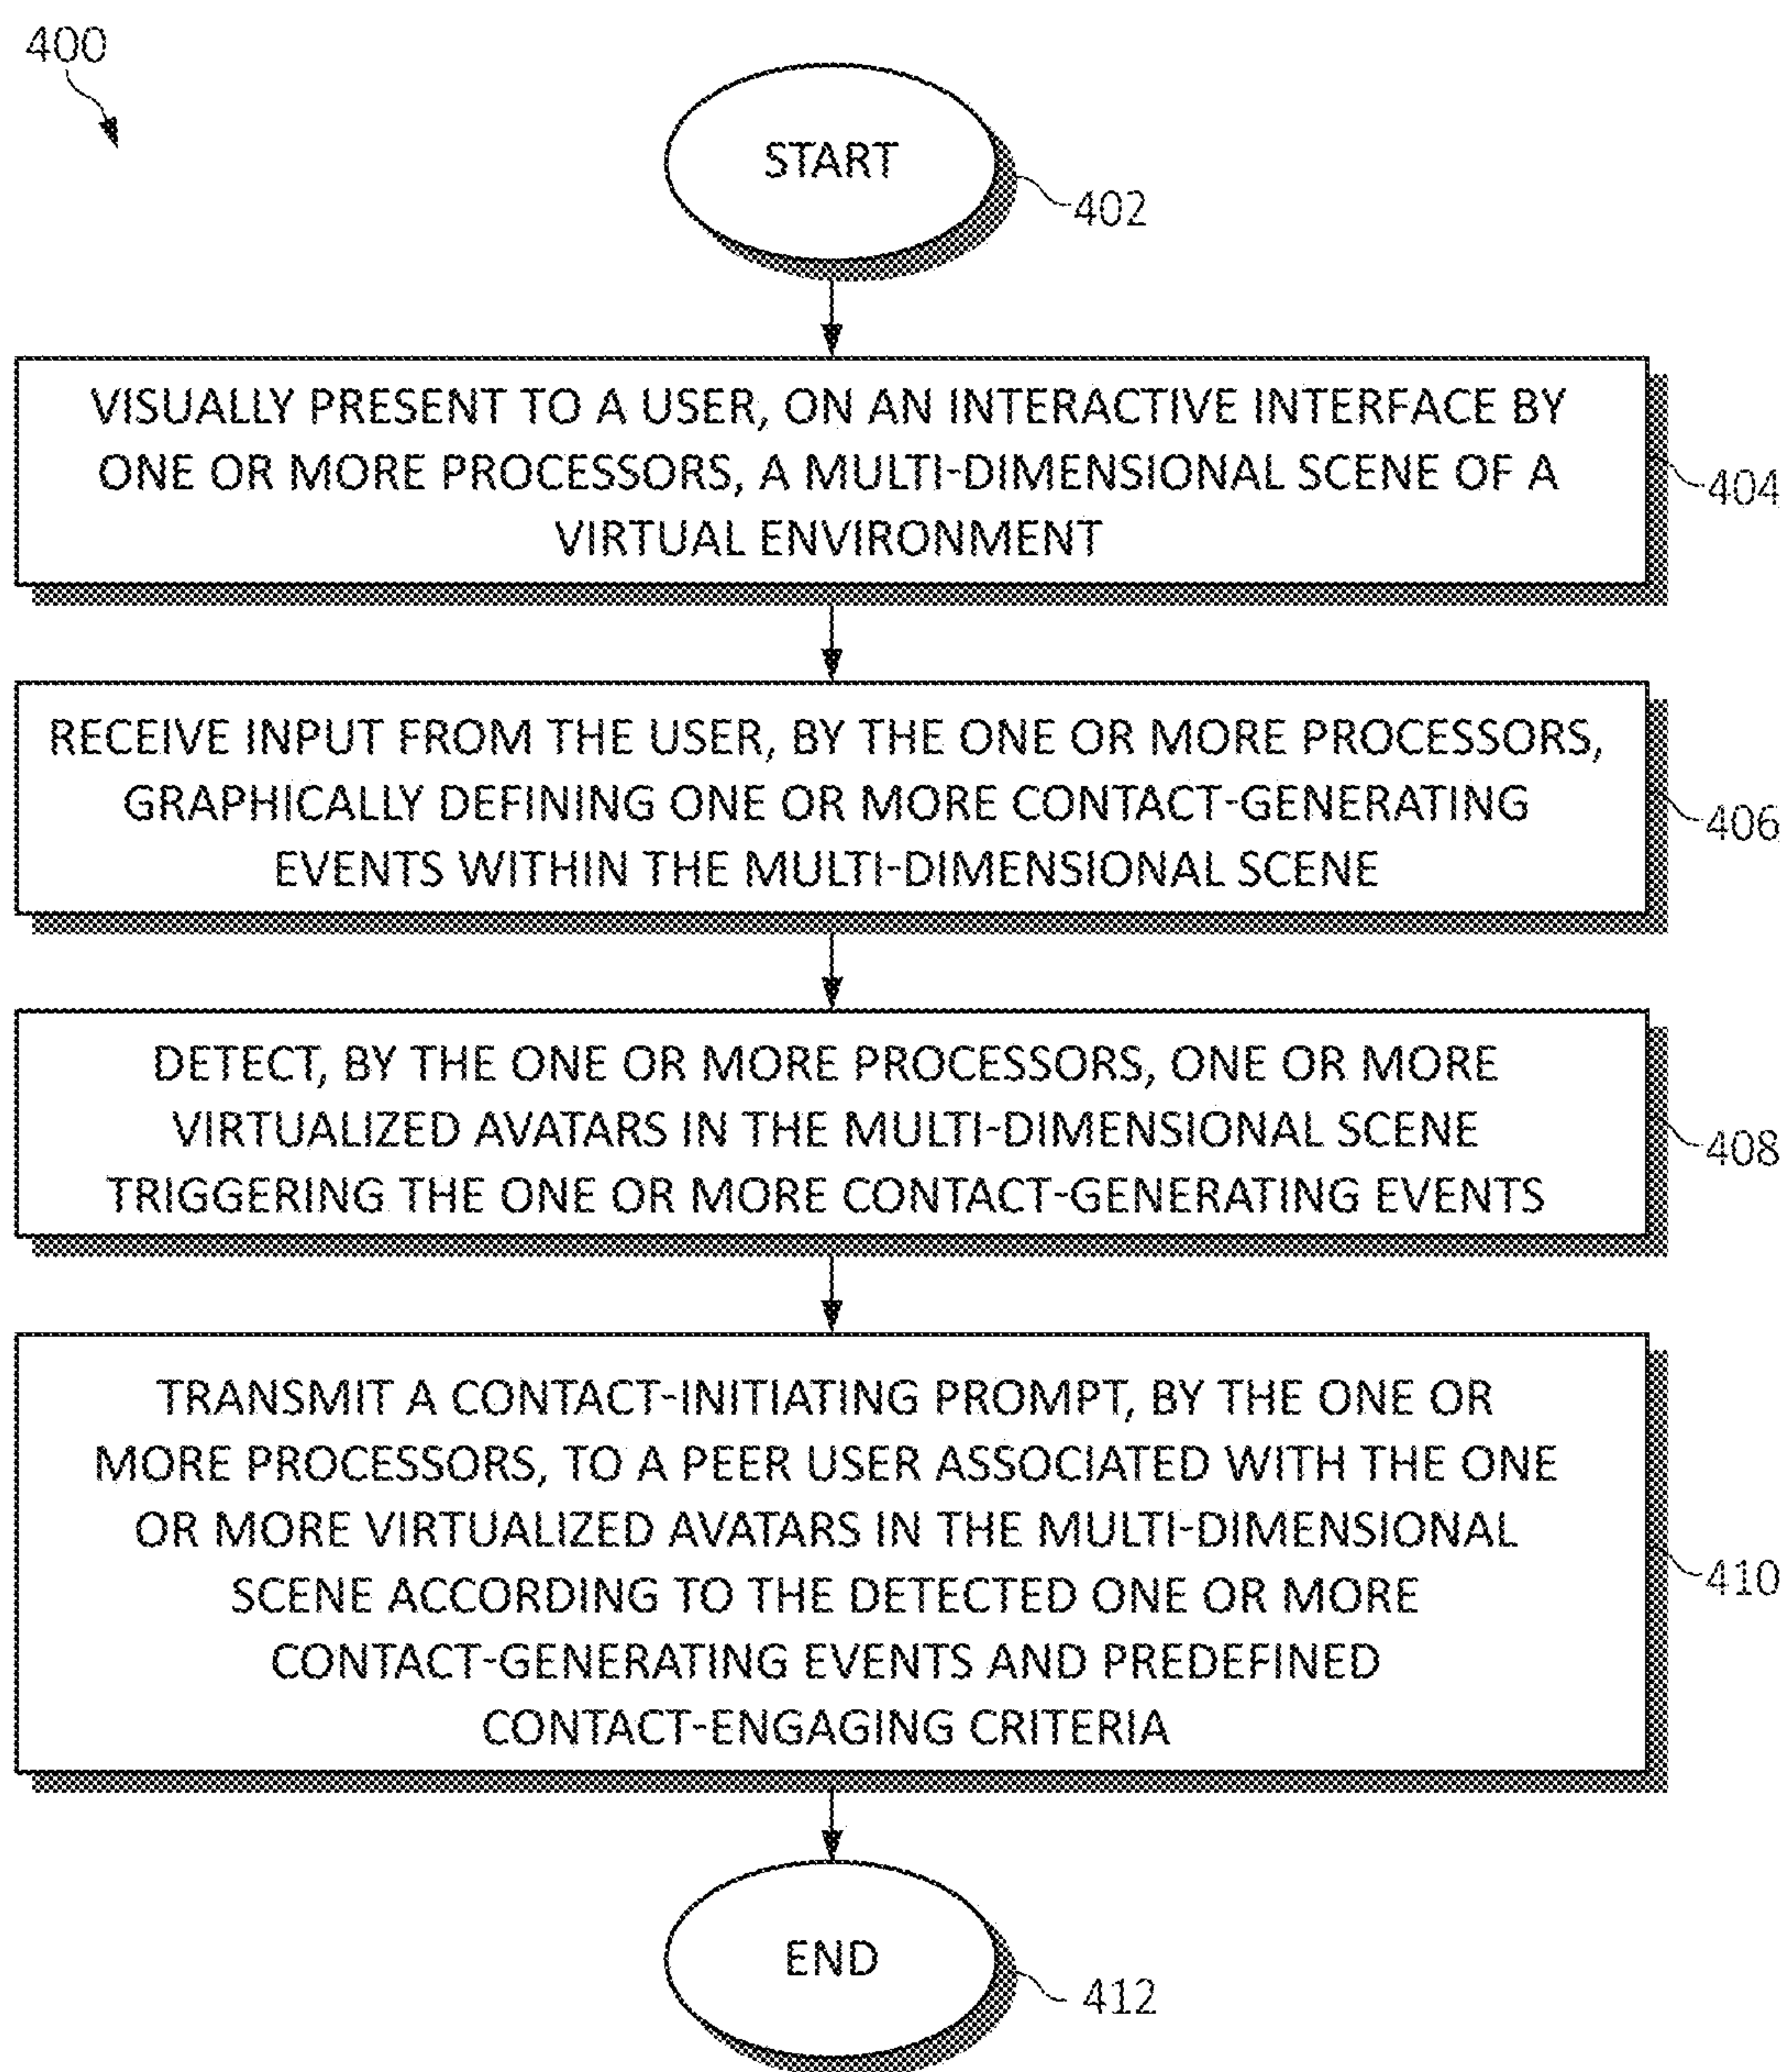 400
START
402
VISUALLY PRESENT TO A USER, ON AN INTERACTIVE INTERFACE BY
ONE OR MORE PROCESSORS, A MULTI-DIMENSIONAL SCENE OF A
VIRTUAL ENVIRONMENT
404
RECEIVE INPUT FROM THE USER, BY THE ONE OR MORE PROCESSORS,
GRAPHICALLY DEFINING ONE OR MORE CONTACT-GENERATING
EVENTS WITHIN THE MULTI-DIMENSIONAL SCENE
406
DETECT, BY THE ONE OR MORE PROCESSORS, ONE OR MORE
VIRTUALIZED AVATARS IN THE MULTI-DIMENSIONAL SCENE
TRIGGERING THE ONE OR MORE CONTACT-GENERATING EVENTS
408
TRANSMIT A CONTACT-INITIATING PROMPT, BY THE ONE OR
MORE PROCESSORS, TO A PEER USER ASSOCIATED WITH THE ONE
OR MORE VIRTUALIZED AVATARS IN THE MULTI-DIMENSIONAL
SCENE ACCORDING TO THE DETECTED ONE OR MORE
CONTACT-GENERATING EVENTS AND PREDEFINED
CONTACT-ENGAGING CRITERIA
410
END
412